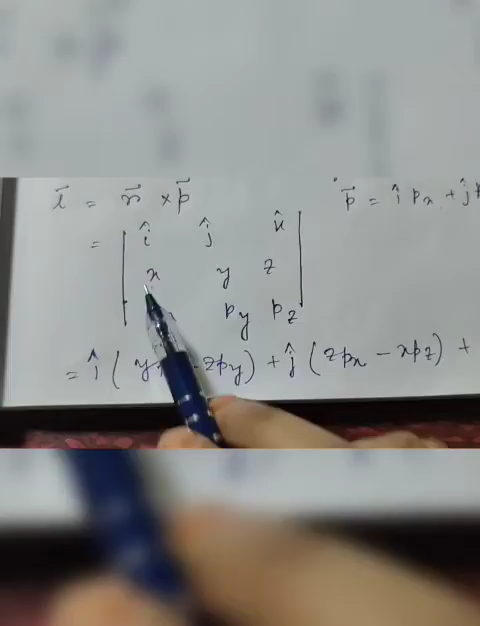 l⃗ = r⃗ × p⃗
p⃗ = î px + ĵ
= | î ĵ k̂ |
x y z
py pz
= î ( y - zpy) + ĵ (zpx - xpz) +